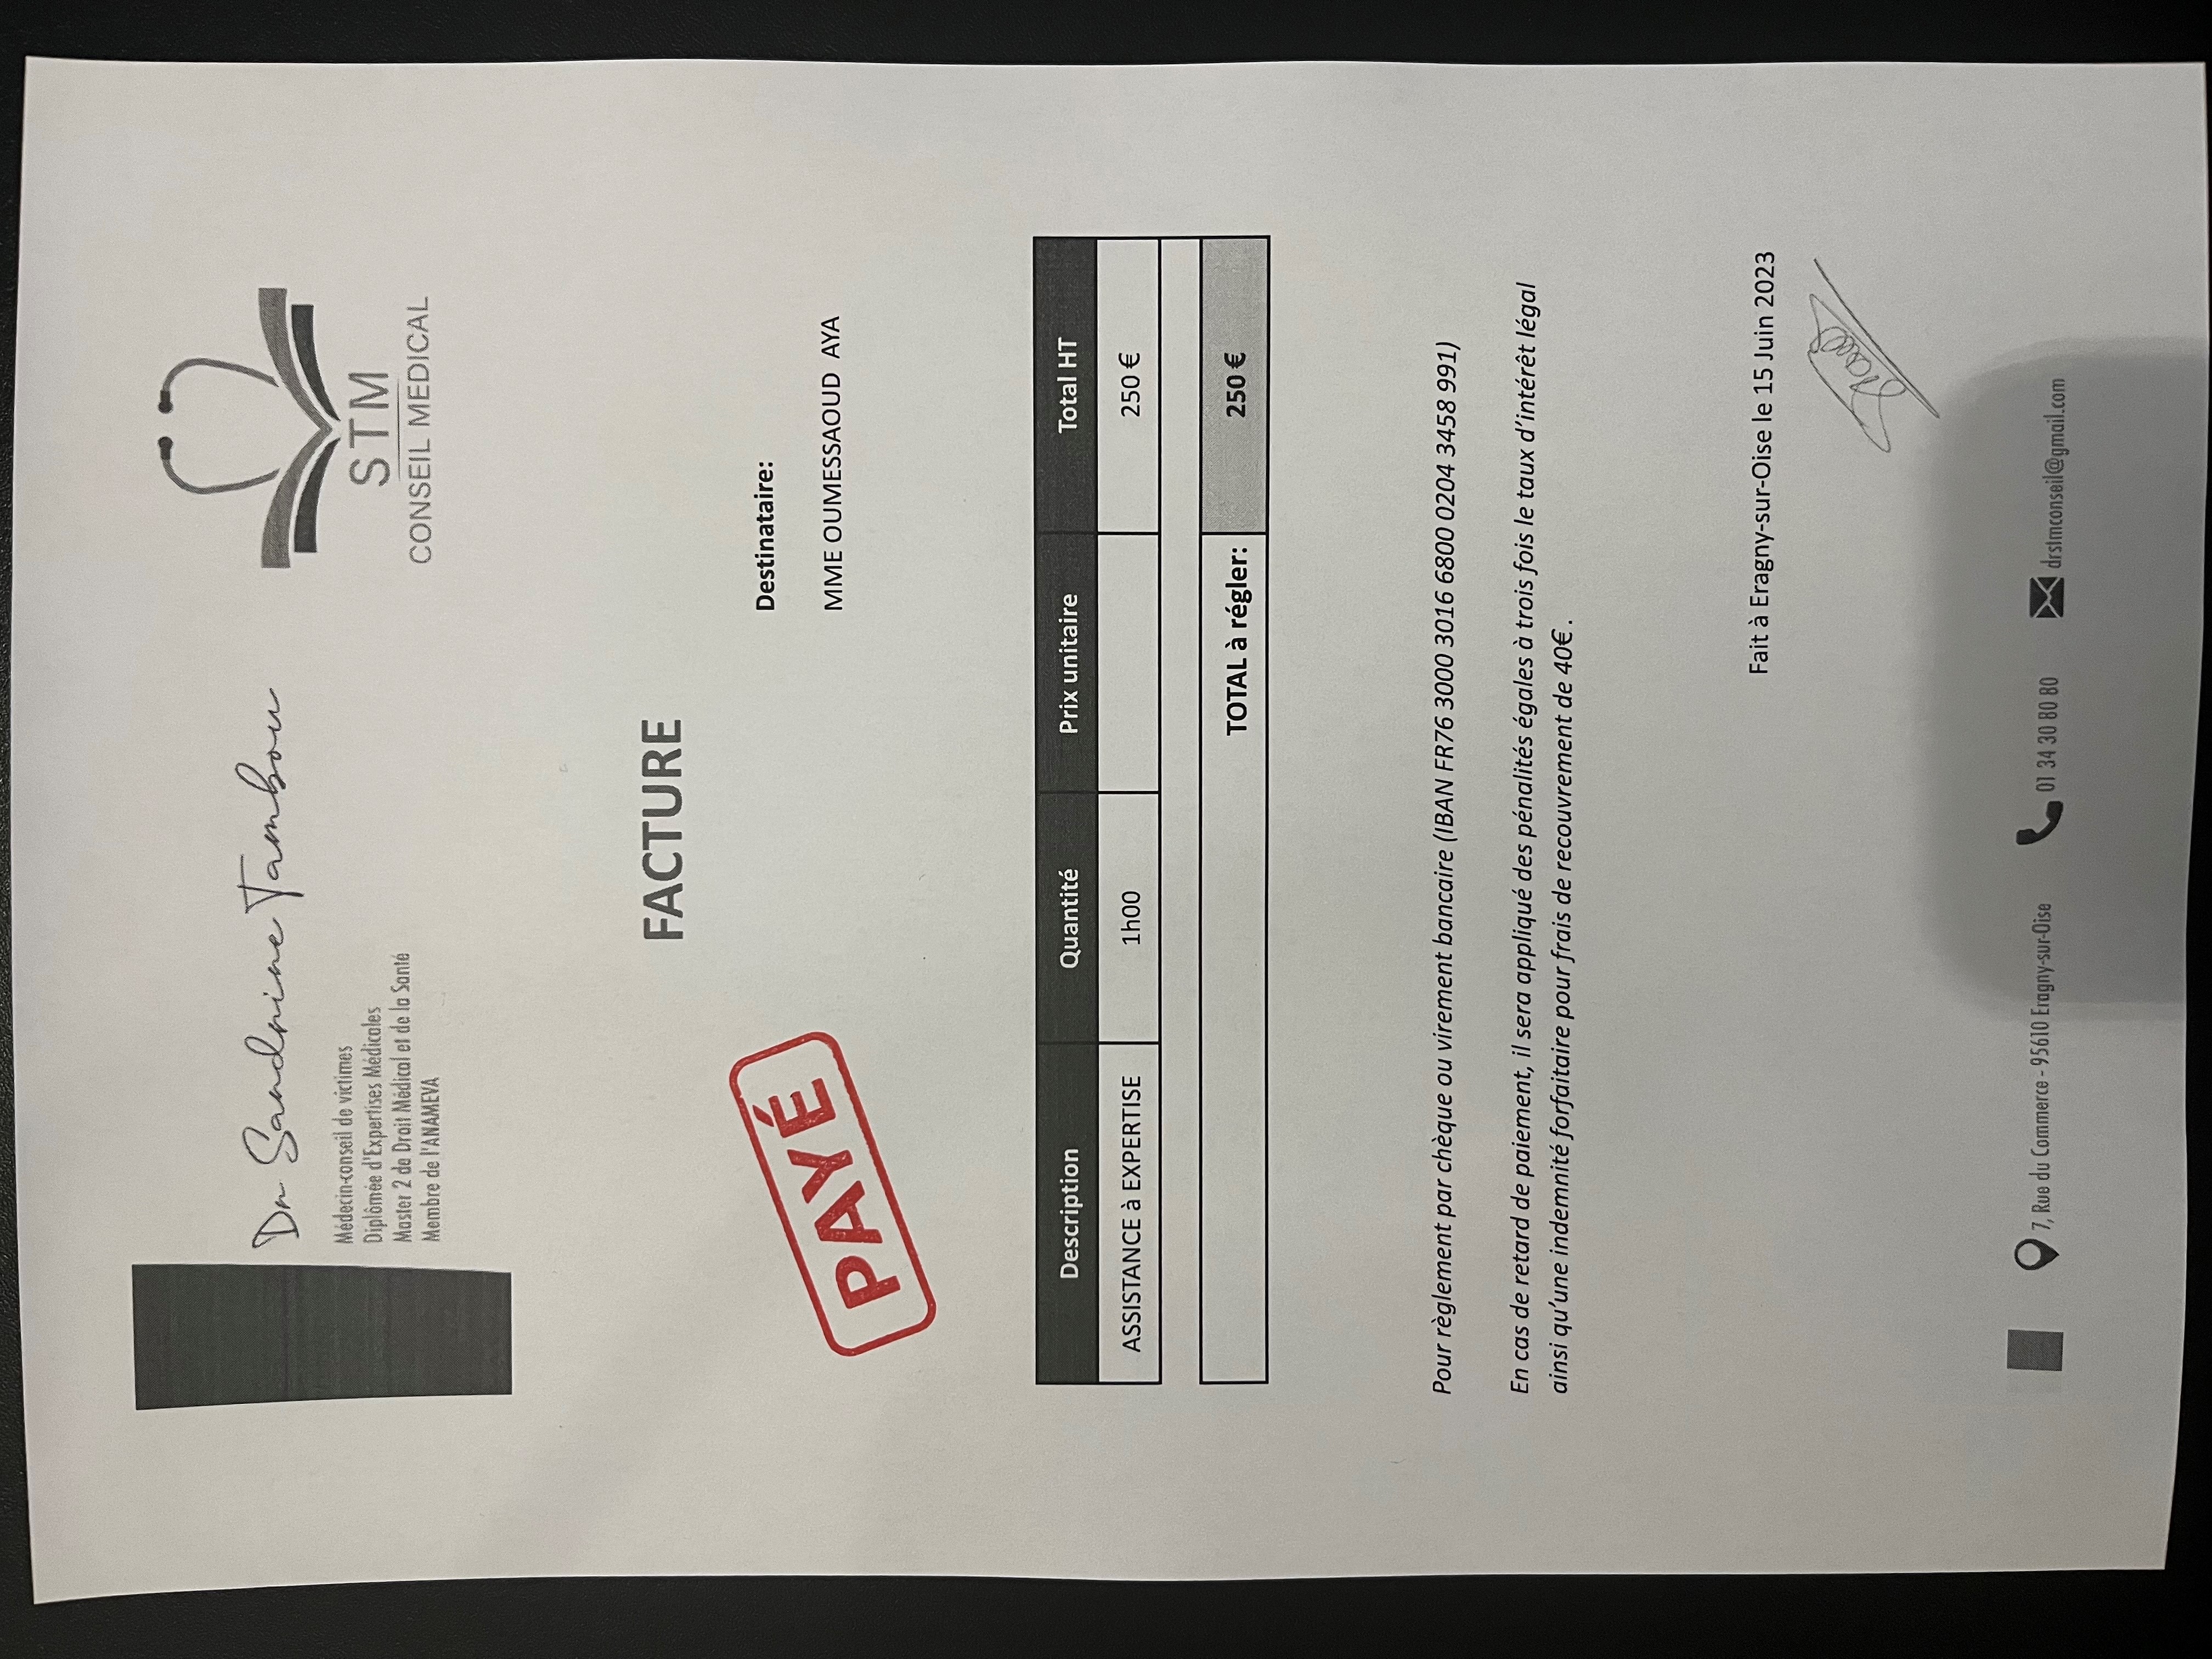 Dr Sandrine Tambou
Médecin-conseil de victimes
Diplômée d'Expertises Médicales
Master 2 de Droit Médical et de la Santé
Membre de l'ANAMEVA
STM
CONSEIL MEDICAL
FACTURE
PAYÉ
Destinataire:
MME OUMESSAOUD AYA
Description Quantité Prix unitaire Total HT
ASSISTANCE à EXPERTISE 1h00 250 €
TOTAL à régler: 250 €
Pour règlement par chèque ou virement bancaire (IBAN FR76 3000 3016 6800 0204 3458 991)
En cas de retard de paiement, il sera appliqué des pénalités égales à trois fois le taux d'intérêt légal
ainsi qu'une indemnité forfaitaire pour frais de recouvrement de 40€ .
Fait à Eragny-sur-Oise le 15 Juin 2023
7, Rue du Commerce - 95610 Eragny-sur-Oise 01 34 30 80 80 drstmconseil@gmail.com